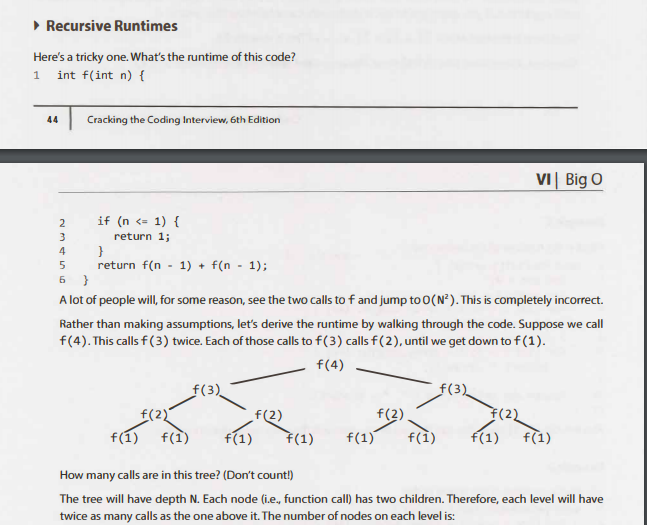 ▸ Recursive Runtimes
Here's a tricky one. What's the runtime of this code?
1 int f(int n) {
44 Cracking the Coding Interview, 6th Edition
VI | Big O
2 if (n <= 1) {
3 return 1;
4 }
5 return f(n - 1) + f(n - 1);
6 }
A lot of people will, for some reason, see the two calls to f and jump to O(N²). This is completely incorrect.
Rather than making assumptions, let's derive the runtime by walking through the code. Suppose we call
f(4). This calls f(3) twice. Each of those calls to f(3) calls f(2), until we get down to f(1).
f(4)
f(3) f(3)
f(2) f(2) f(2) f(2)
f(1) f(1) f(1) f(1) f(1) f(1) f(1) f(1)
How many calls are in this tree? (Don't count!)
The tree will have depth N. Each node (i.e., function call) has two children. Therefore, each level will have
twice as many calls as the one above it. The number of nodes on each level is: